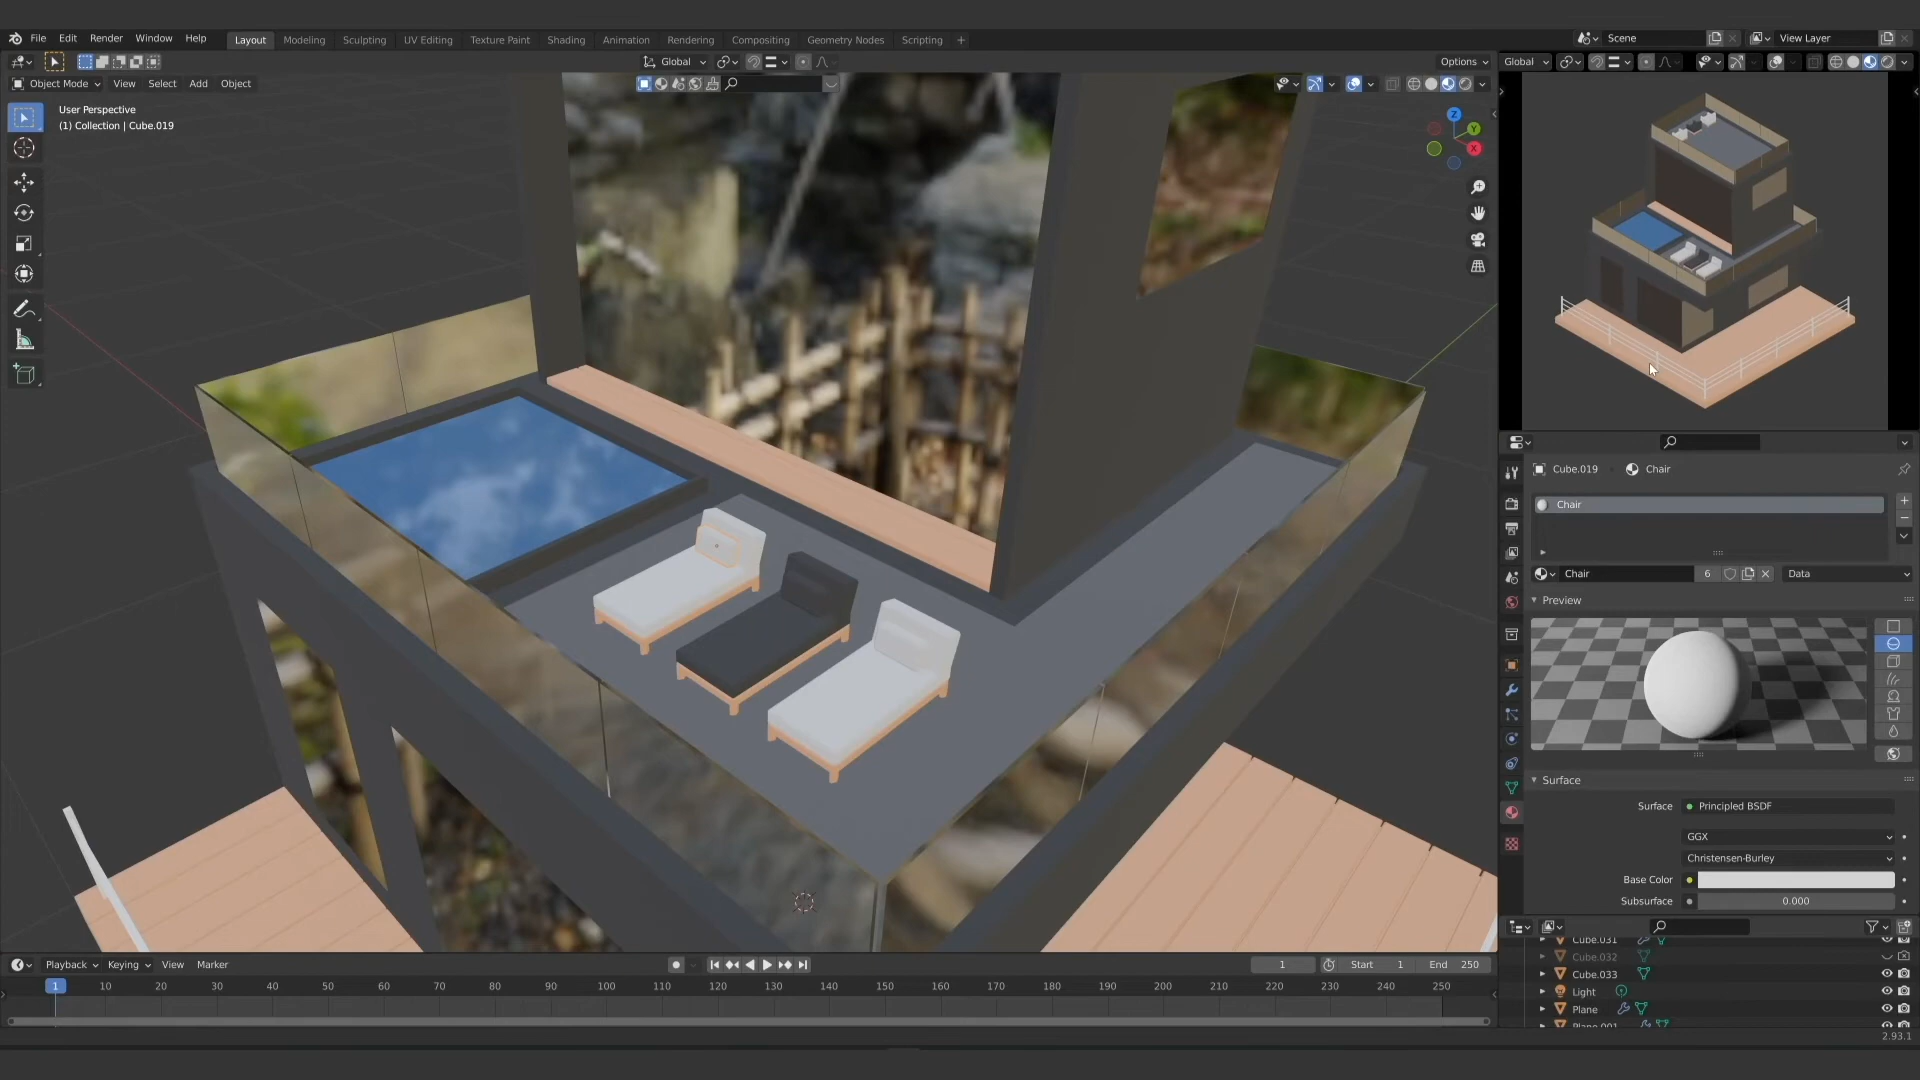 File Edit Render Window Help Layout Modeling Sculpting UV Editing Texture Paint Shading Animation Rendering Compositing Geometry Nodes Scripting + Scene View Layer
Global Options Global
Object Mode View Select Add Object
User Perspective
(1) Collection | Cube.019
Z
Y
X
Cube.019 Chair
Chair
Chair 6 Data
Preview
Surface
Surface Principled BSDF
GGX
Christensen-Burley
Base Color
Subsurface 0.000
Cube.031
Cube.032
Cube.033
Light
Plane
Plane.001
Playback Keying View Marker 1 Start 1 End 250
1 10 20 30 40 50 60 70 80 90 100 110 120 130 140 150 160 170 180 190 200 210 220 230 240 250
2.93.1